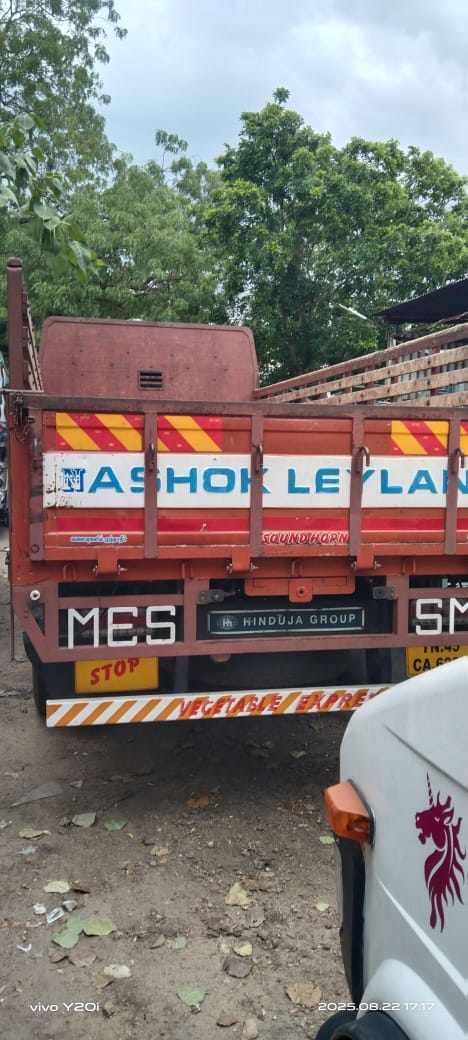 ASHOK LEYLAN
SOUND HORN
MCS
HINDUJA GROUP
SM
STOP
TN.45
VEGETABLE EXPRE
vivo Y20i
2025.08.22 17:17